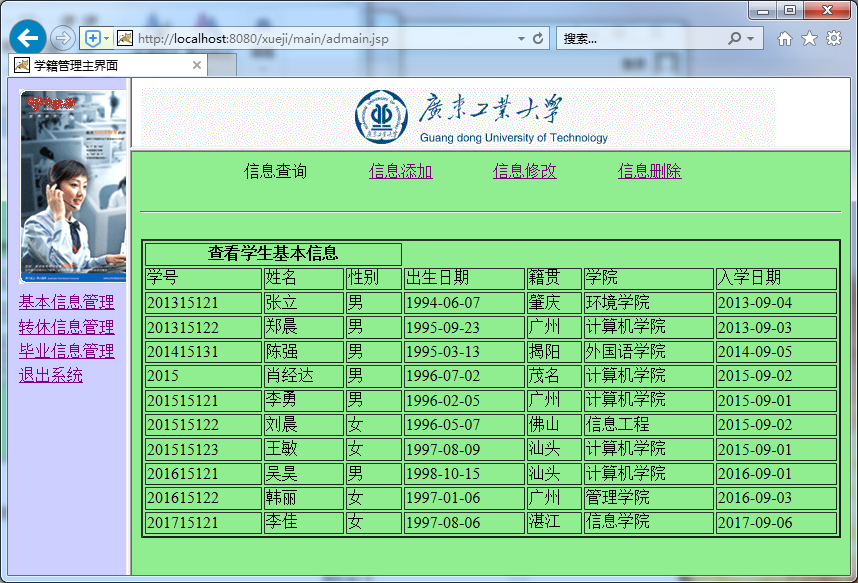 http://localhost:8080/xueji/main/admain.jsp
搜索...
学籍管理主界面
廣東工業大學
Guang dong University of Technology
信息查询 信息添加 信息修改 信息删除
基本信息管理
转休信息管理
毕业信息管理
退出系统
查看学生基本信息
学号 姓名 性别 出生日期 籍贯 学院 入学日期
201315121 张立 男 1994-06-07 肇庆 环境学院 2013-09-04
201315122 郑晨 男 1995-09-23 广州 计算机学院 2013-09-03
201415131 陈强 男 1995-03-13 揭阳 外国语学院 2014-09-05
2015 肖经达 男 1996-07-02 茂名 计算机学院 2015-09-02
201515121 李勇 男 1996-02-05 广州 计算机学院 2015-09-01
201515122 刘晨 女 1996-05-07 佛山 信息工程 2015-09-02
201515123 王敏 女 1997-08-09 汕头 计算机学院 2015-09-01
201615121 吴昊 男 1998-10-15 汕头 计算机学院 2016-09-01
201615122 韩丽 女 1997-01-06 广州 管理学院 2016-09-03
201715121 李佳 女 1997-08-06 湛江 信息学院 2017-09-06